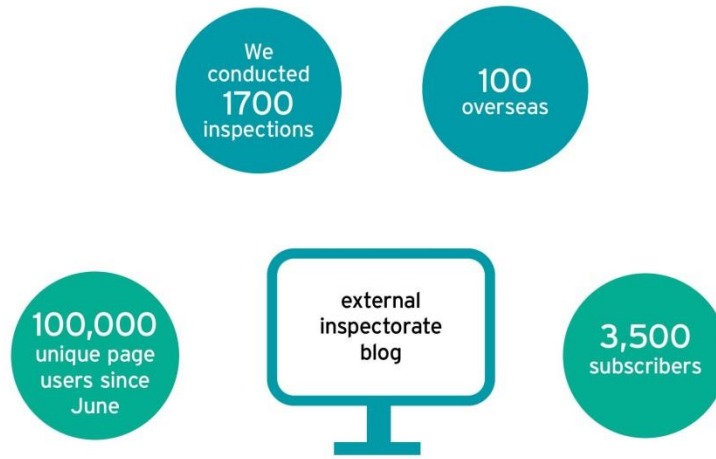 We
conducted
1700
inspections
100
overseas
100,000
unique page
users since
June
external
inspectorate
blog
3,500
subscribers